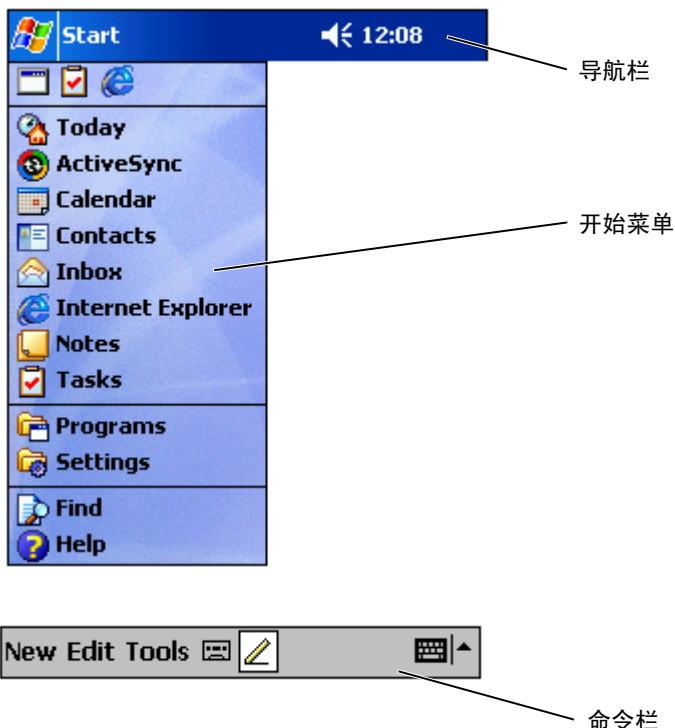 Start
12:08
导航栏
Today
ActiveSync
Calendar
Contacts
开始菜单
Inbox
Internet Explorer
Notes
Tasks
Programs
Settings
Find
Help
New Edit Tools
命令栏